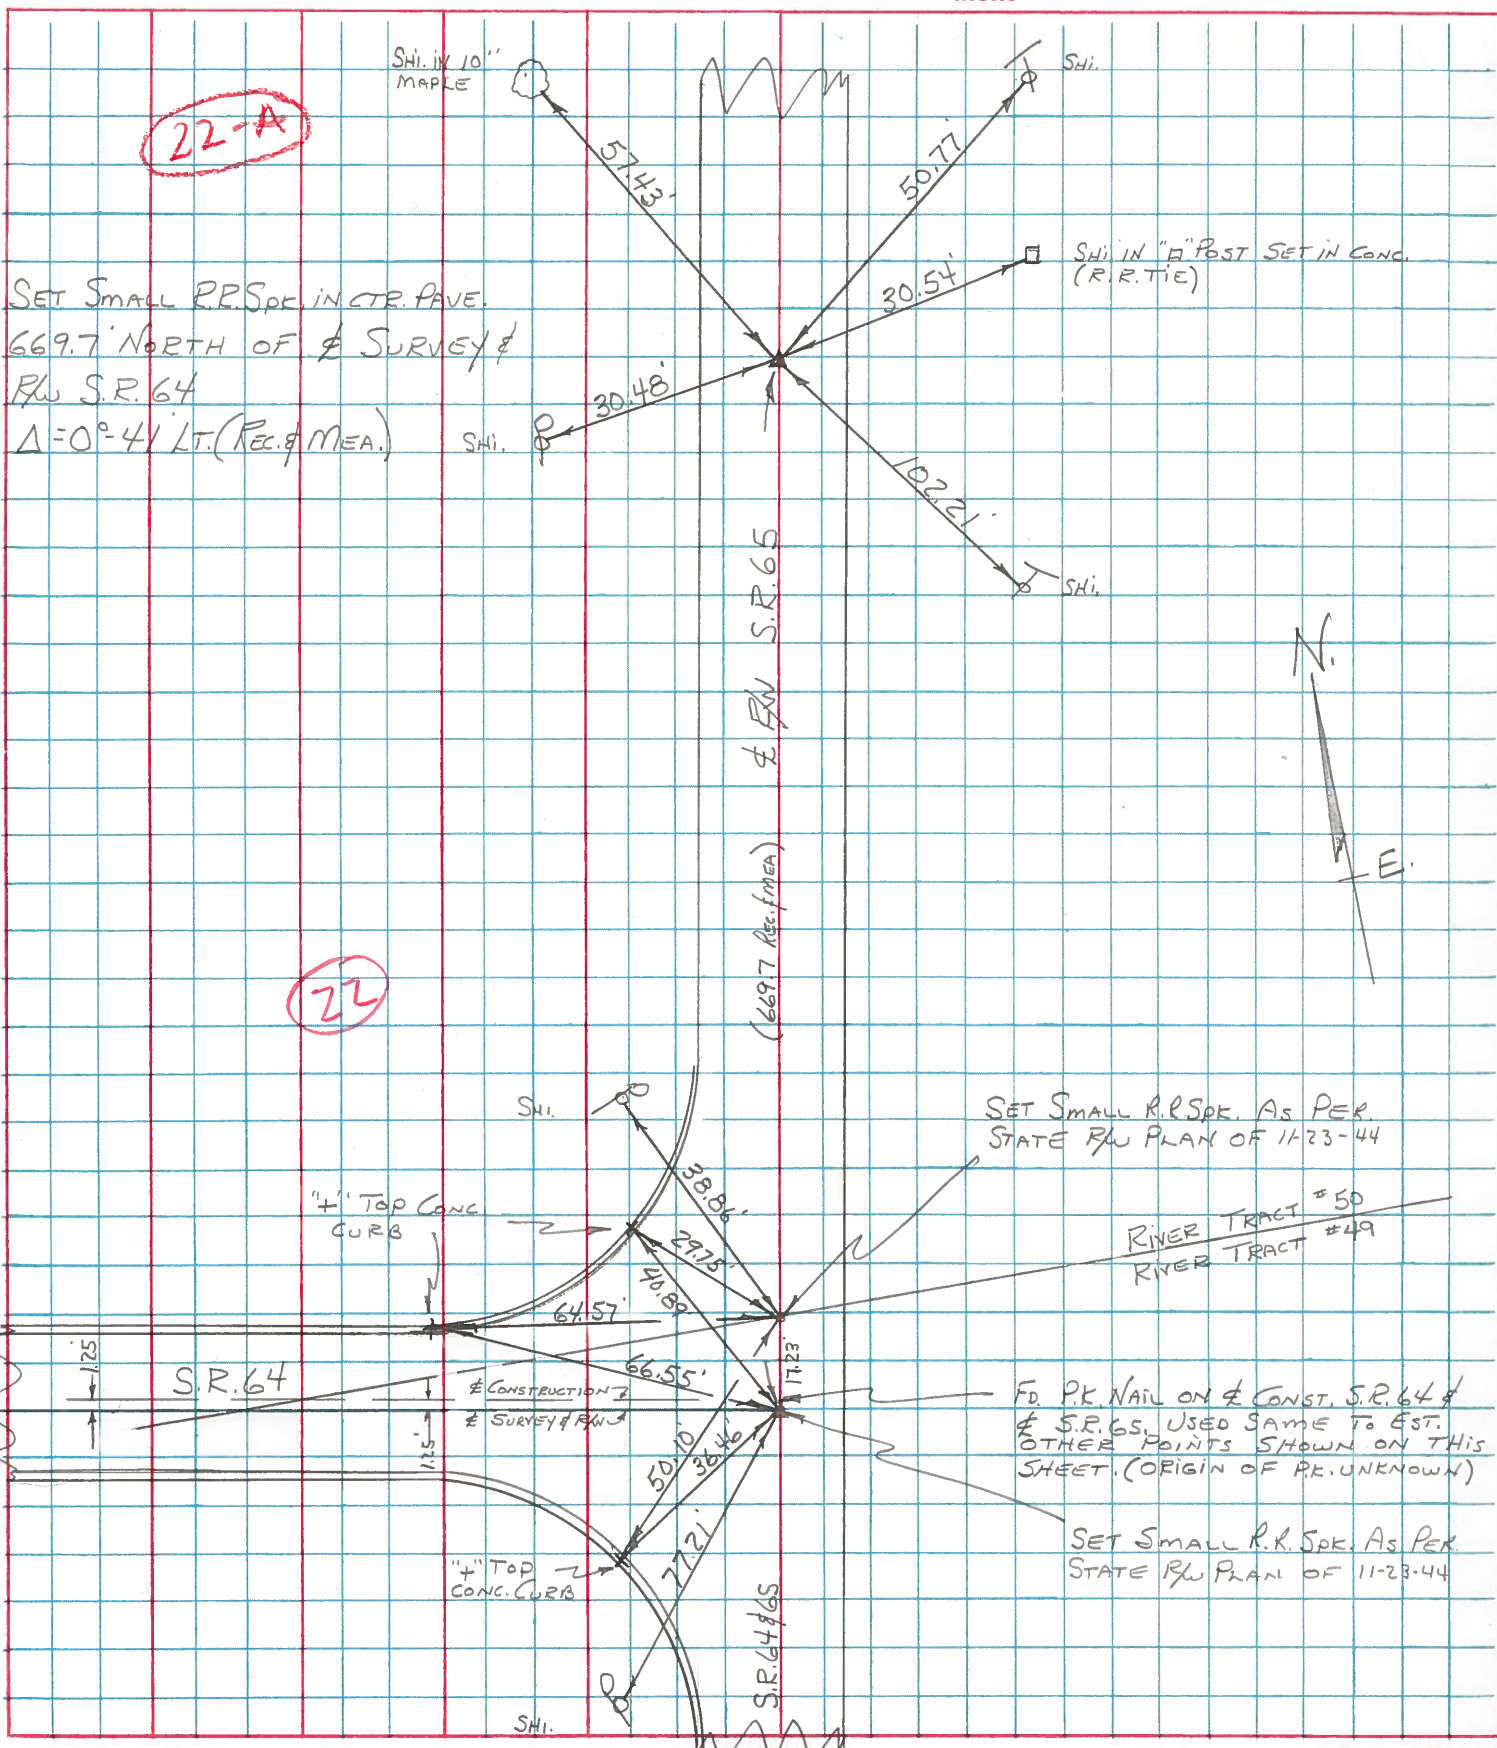 22-A
SHI. IN 10"
MAPLE
SHI.
57.43'
50.77'
SHI. IN "□" POST SET IN CONC.
(R.R. TIE)
30.54'
SET SMALL R.R. SPK. IN CTR. PAVE.
669.7' NORTH OF ℄ SURVEY &
R/W S.R. 64
Δ=0°-41' LT. (REC. & MEA.)
SHI.
30.48'
102.21'
SHI.
℄ R/W S.R. 65
(669.7 REC. & MEA)
N.
E.
22
SHI.
38.86'
SET SMALL R.R. SPK. AS PER
STATE R/W PLAN OF 11-23-44
"+" TOP CONC.
CURB
29.75'
40.89'
RIVER TRACT #50
RIVER TRACT #49
64.57'
66.55'
17.23'
1.25'
S.R. 64
℄ CONSTRUCTION
℄ SURVEY & R/W
1.25'
50.10'
36.46'
77.21'
FD. P.K. NAIL ON ℄ CONST. S.R. 64 &
℄ S.R. 65. USED SAME TO EST.
OTHER POINTS SHOWN ON THIS
SHEET. (ORIGIN OF P.K. UNKNOWN)
SET SMALL R.R. SPK. AS PER
STATE R/W PLAN OF 11-23-44
"+" TOP
CONC. CURB
S.R. 64 & 65
SHI.